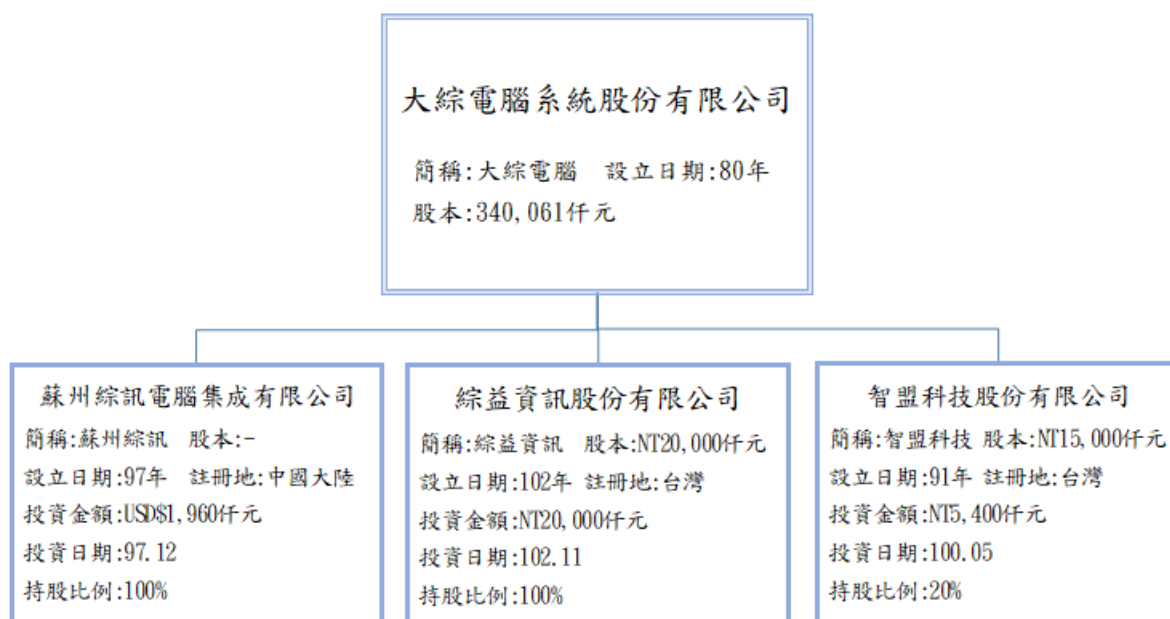 大綜電腦系統股份有限公司
簡稱:大綜電腦 設立日期:80年
股本:340,061仟元
蘇州綜訊電腦集成有限公司
簡稱:蘇州綜訊 股本:-
設立日期:97年 註冊地:中國大陸
投資金額:USD$1,960仟元
投資日期:97.12
持股比例:100%
綜益資訊股份有限公司
簡稱:綜益資訊 股本:NT20,000仟元
設立日期:102年 註冊地:台灣
投資金額:NT20,000仟元
投資日期:102.11
持股比例:100%
智盟科技股份有限公司
簡稱:智盟科技 股本:NT15,000仟元
設立日期:91年 註冊地:台灣
投資金額:NT5,400仟元
投資日期:100.05
持股比例:20%